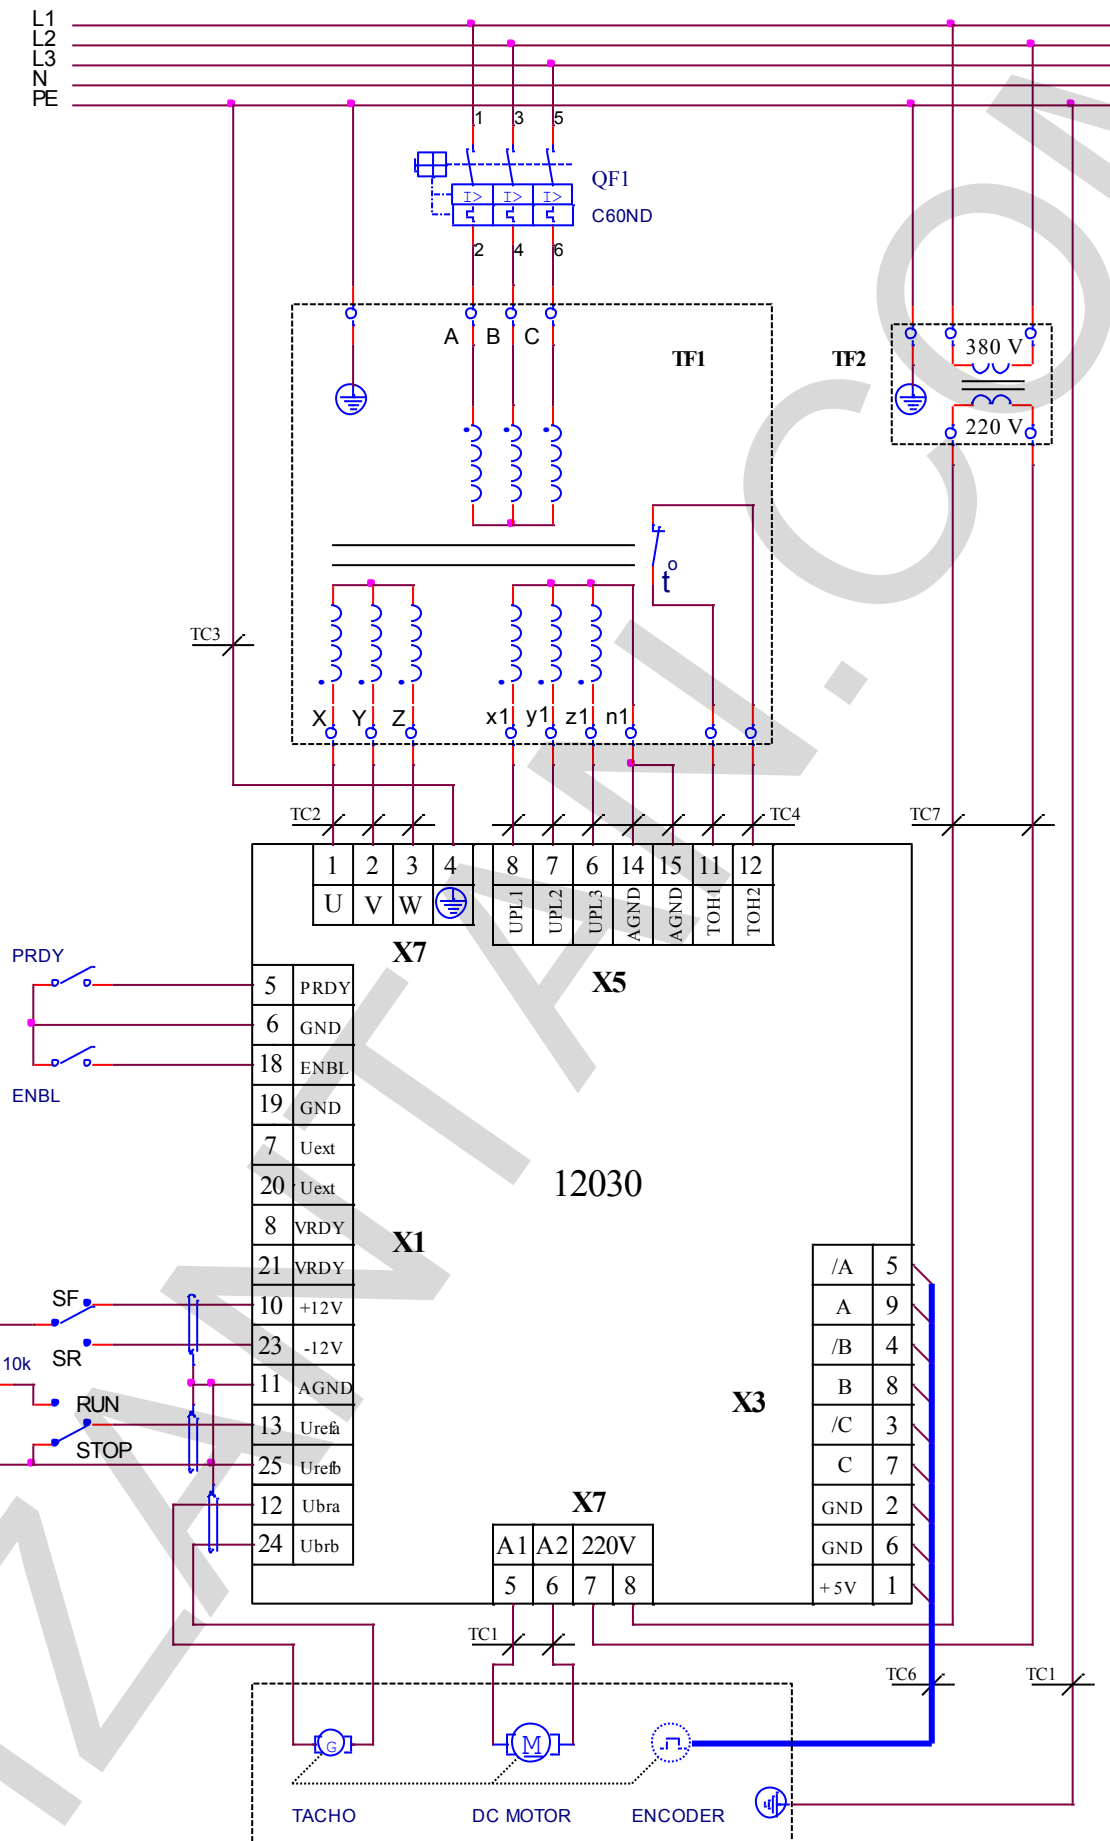 L1
L2
L3
N
PE
1 3 5
QF1
I> I> I>
C60ND
2 4 6
A B C
TF1
TF2
380 V
220 V
t°
TC3
X Y Z
x1 y1 z1 n1
TC2
TC4
TC7
1 2 3 4
U V W
8 7 6 14 15 11 12
UPL1 UPL2 UPL3 AGND AGND TOH1 TOH2
X7
X5
PRDY
5 PRDY
6 GND
18 ENBL
ENBL
19 GND
7 Uext
20 Uext
8 VRDY
21 VRDY
X1
12030
SF
10 +12V
SR
23 -12V
10k
11 AGND
RUN
13 Urefa
STOP
25 Urefb
12 Ubra
24 Ubrb
X3
/A 5
A 9
/B 4
B 8
/C 3
C 7
GND 2
GND 6
+5V 1
X7
A1 A2 220V
5 6 7 8
TC1
TC6
TC1
G
M
TACHO
DC MOTOR
ENCODER
IZANTAN.COM